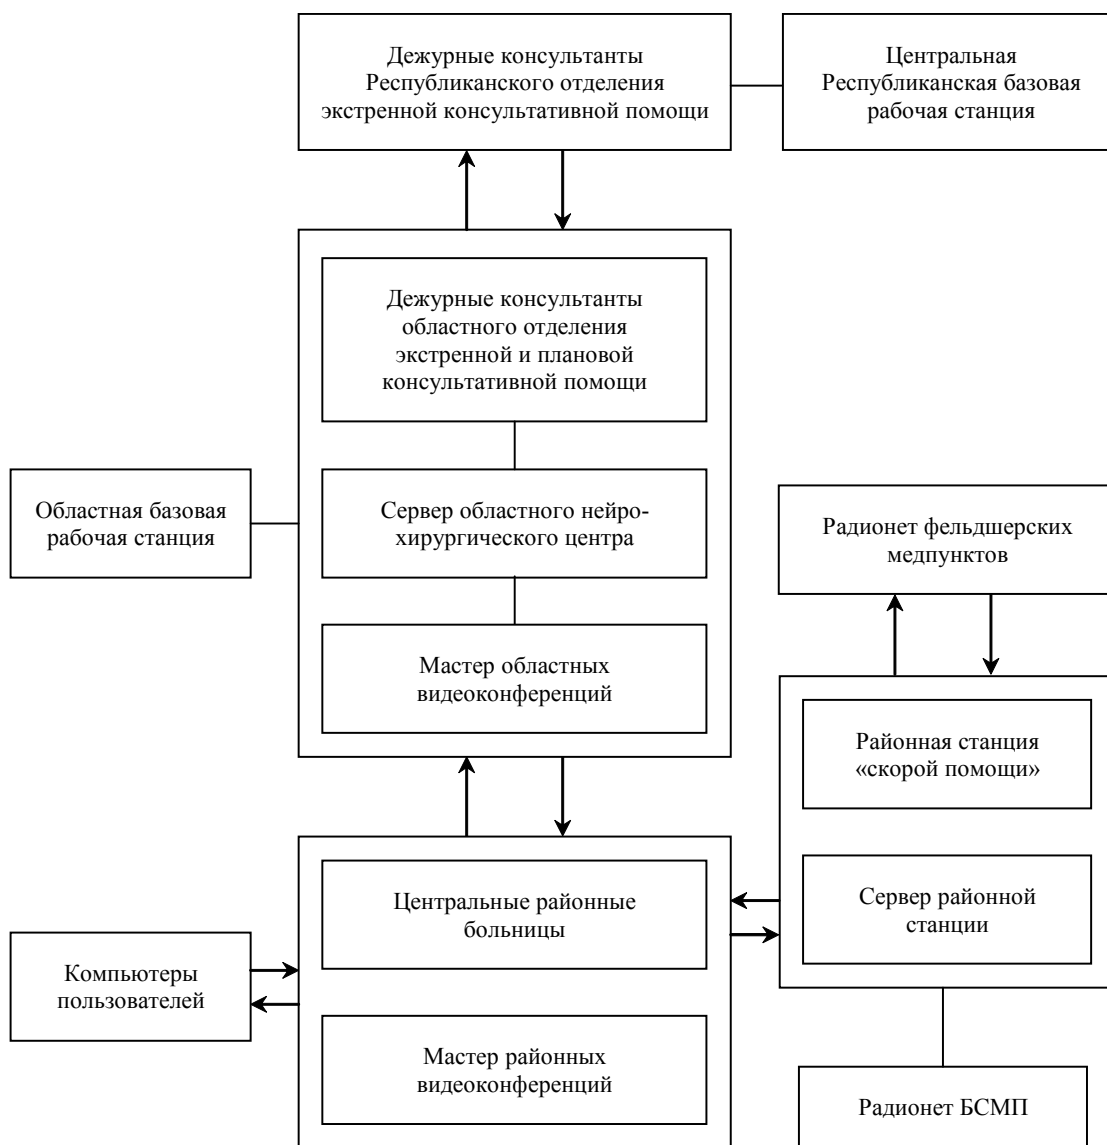 Дежурные консультанты
Республиканского отделения
экстренной консультативной помощи
Центральная
Республиканская базовая
рабочая станция
Дежурные консультанты
областного отделения
экстренной и плановой
консультативной помощи
Областная базовая
рабочая станция
Сервер областного нейро-
хирургического центра
Радионет фельдшерских
медпунктов
Мастер областных
видеоконференций
Районная станция
«скорой помощи»
Центральные районные
больницы
Сервер районной
станции
Компьютеры
пользователей
Мастер районных
видеоконференций
Радионет БСМП